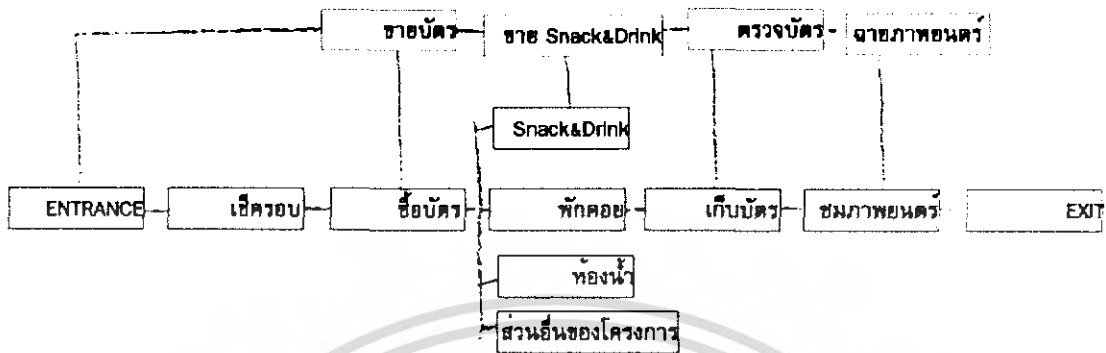 ขายบัตร
ขาย Snack&Drink
ตรวจบัตร
ฉายภาพยนตร์
Snack&Drink
ENTRANCE
เช็ครอบ
ซื้อบัตร
พักคอย
เก็บบัตร
ชมภาพยนตร์
EXIT
ห้องน้ำ
ส่วนอื่นของโครงการ